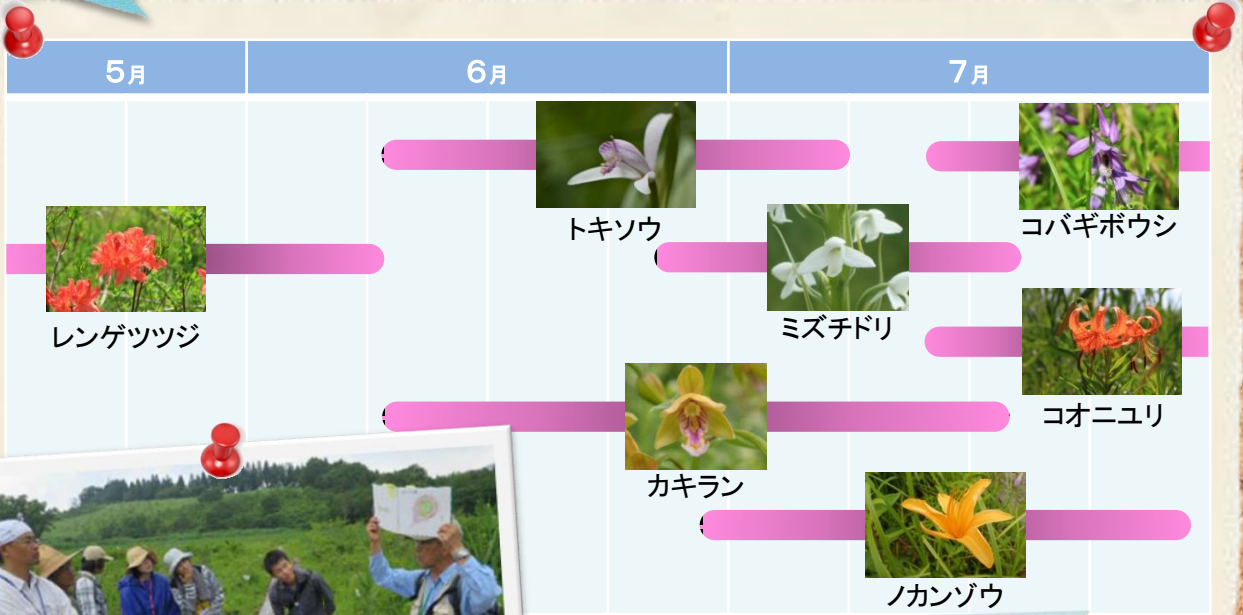 5月 6月 7月
トキソウ
コバギボウシ
レンゲツツジ
ミズチドリ
コオニユリ
カキラン
ノカンゾウ